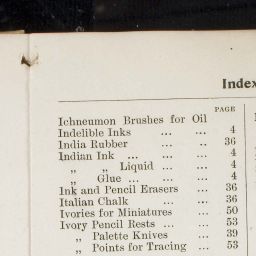 Index
PAGE
Ichneumon Brushes for Oil
Indelible Inks ... ... 4
India Rubber ... .. 36
Indian Ink ... ... ... 4
„ „ Liquid ... ... 4
„ Glue ... ... ... 4
Ink and Pencil Erasers ... 36
Italian Chalk ... ... 36
Ivories for Miniatures ... 50
Ivory Pencil Rests ... ... 53
„ Palette Knives ... 39
„ Points for Tracing ... 53